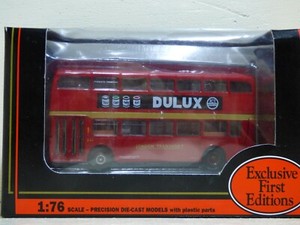 DULUX
Exclusive
First
Editions
1:76 SCALE - PRECISION DIE-CAST MODELS with plastic parts